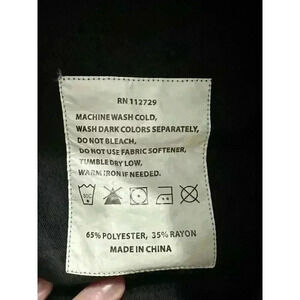 RN 112729
MACHINE WASH COLD,
WASH DARK COLORS SEPARATELY,
DO NOT BLEACH,
DO NOT USE FABRIC SOFTENER,
TUMBLE DRY LOW,
WARM IRON IF NEEDED.
65% POLYESTER, 35% RAYON
MADE IN CHINA